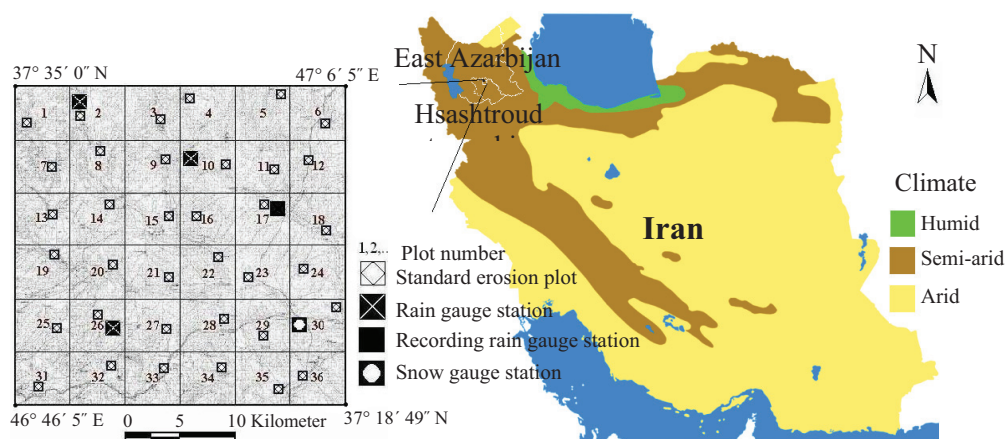 37° 35′ 0″ N
47° 6′ 5″ E
1 2 3 4 5 6
7 8 9 10 11 12
13 14 15 16 17 18
19 20 21 22 23 24
25 26 27 28 29 30
31 32 33 34 35 36
46° 46′ 5″ E
0 5 10 Kilometer
37° 18′ 49″ N
1,2,.. Plot number
Standard erosion plot
Rain gauge station
Recording rain gauge station
Snow gauge station
East Azarbijan
Hsashtroud
Iran
N
Climate
Humid
Semi-arid
Arid